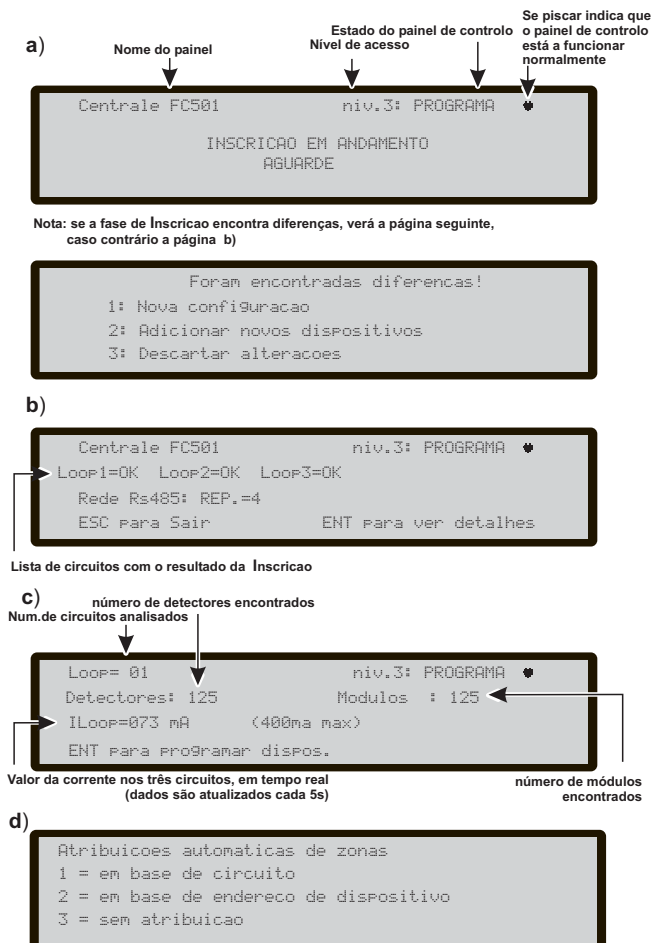 a)
Nome do painel
Nível de acesso
Estado do painel de controlo
Se piscar indica que
o painel de controlo
está a funcionar
normalmente
Centrale FC501 niv.3: PROGRAMA
INSCRICAO EM ANDAMENTO
AGUARDE
Nota: se a fase de Inscricao encontra diferenças, verá a página seguinte,
caso contrário a página b)
Foram encontradas diferencas!
1: Nova configuracao
2: Adicionar novos dispositivos
3: Descartar alteracoes
b)
Centrale FC501 niv.3: PROGRAMA
Loop1=OK Loop2=OK Loop3=OK
Rede Rs485: REP.=4
ESC para Sair ENT para ver detalhes
Lista de circuitos com o resultado da Inscricao
c)
número de detectores encontrados
Num.de circuitos analisados
Loop= 01 niv.3: PROGRAMA
Detectores: 125 Modulos : 125
ILoop=073 mA (400ma max)
ENT para programar dispos.
Valor da corrente nos três circuitos, em tempo real
(dados são atualizados cada 5s)
número de módulos
encontrados
d)
Atribuicoes automaticas de zonas
1 = em base de circuito
2 = em base de endereco de dispositivo
3 = sem atribuicao